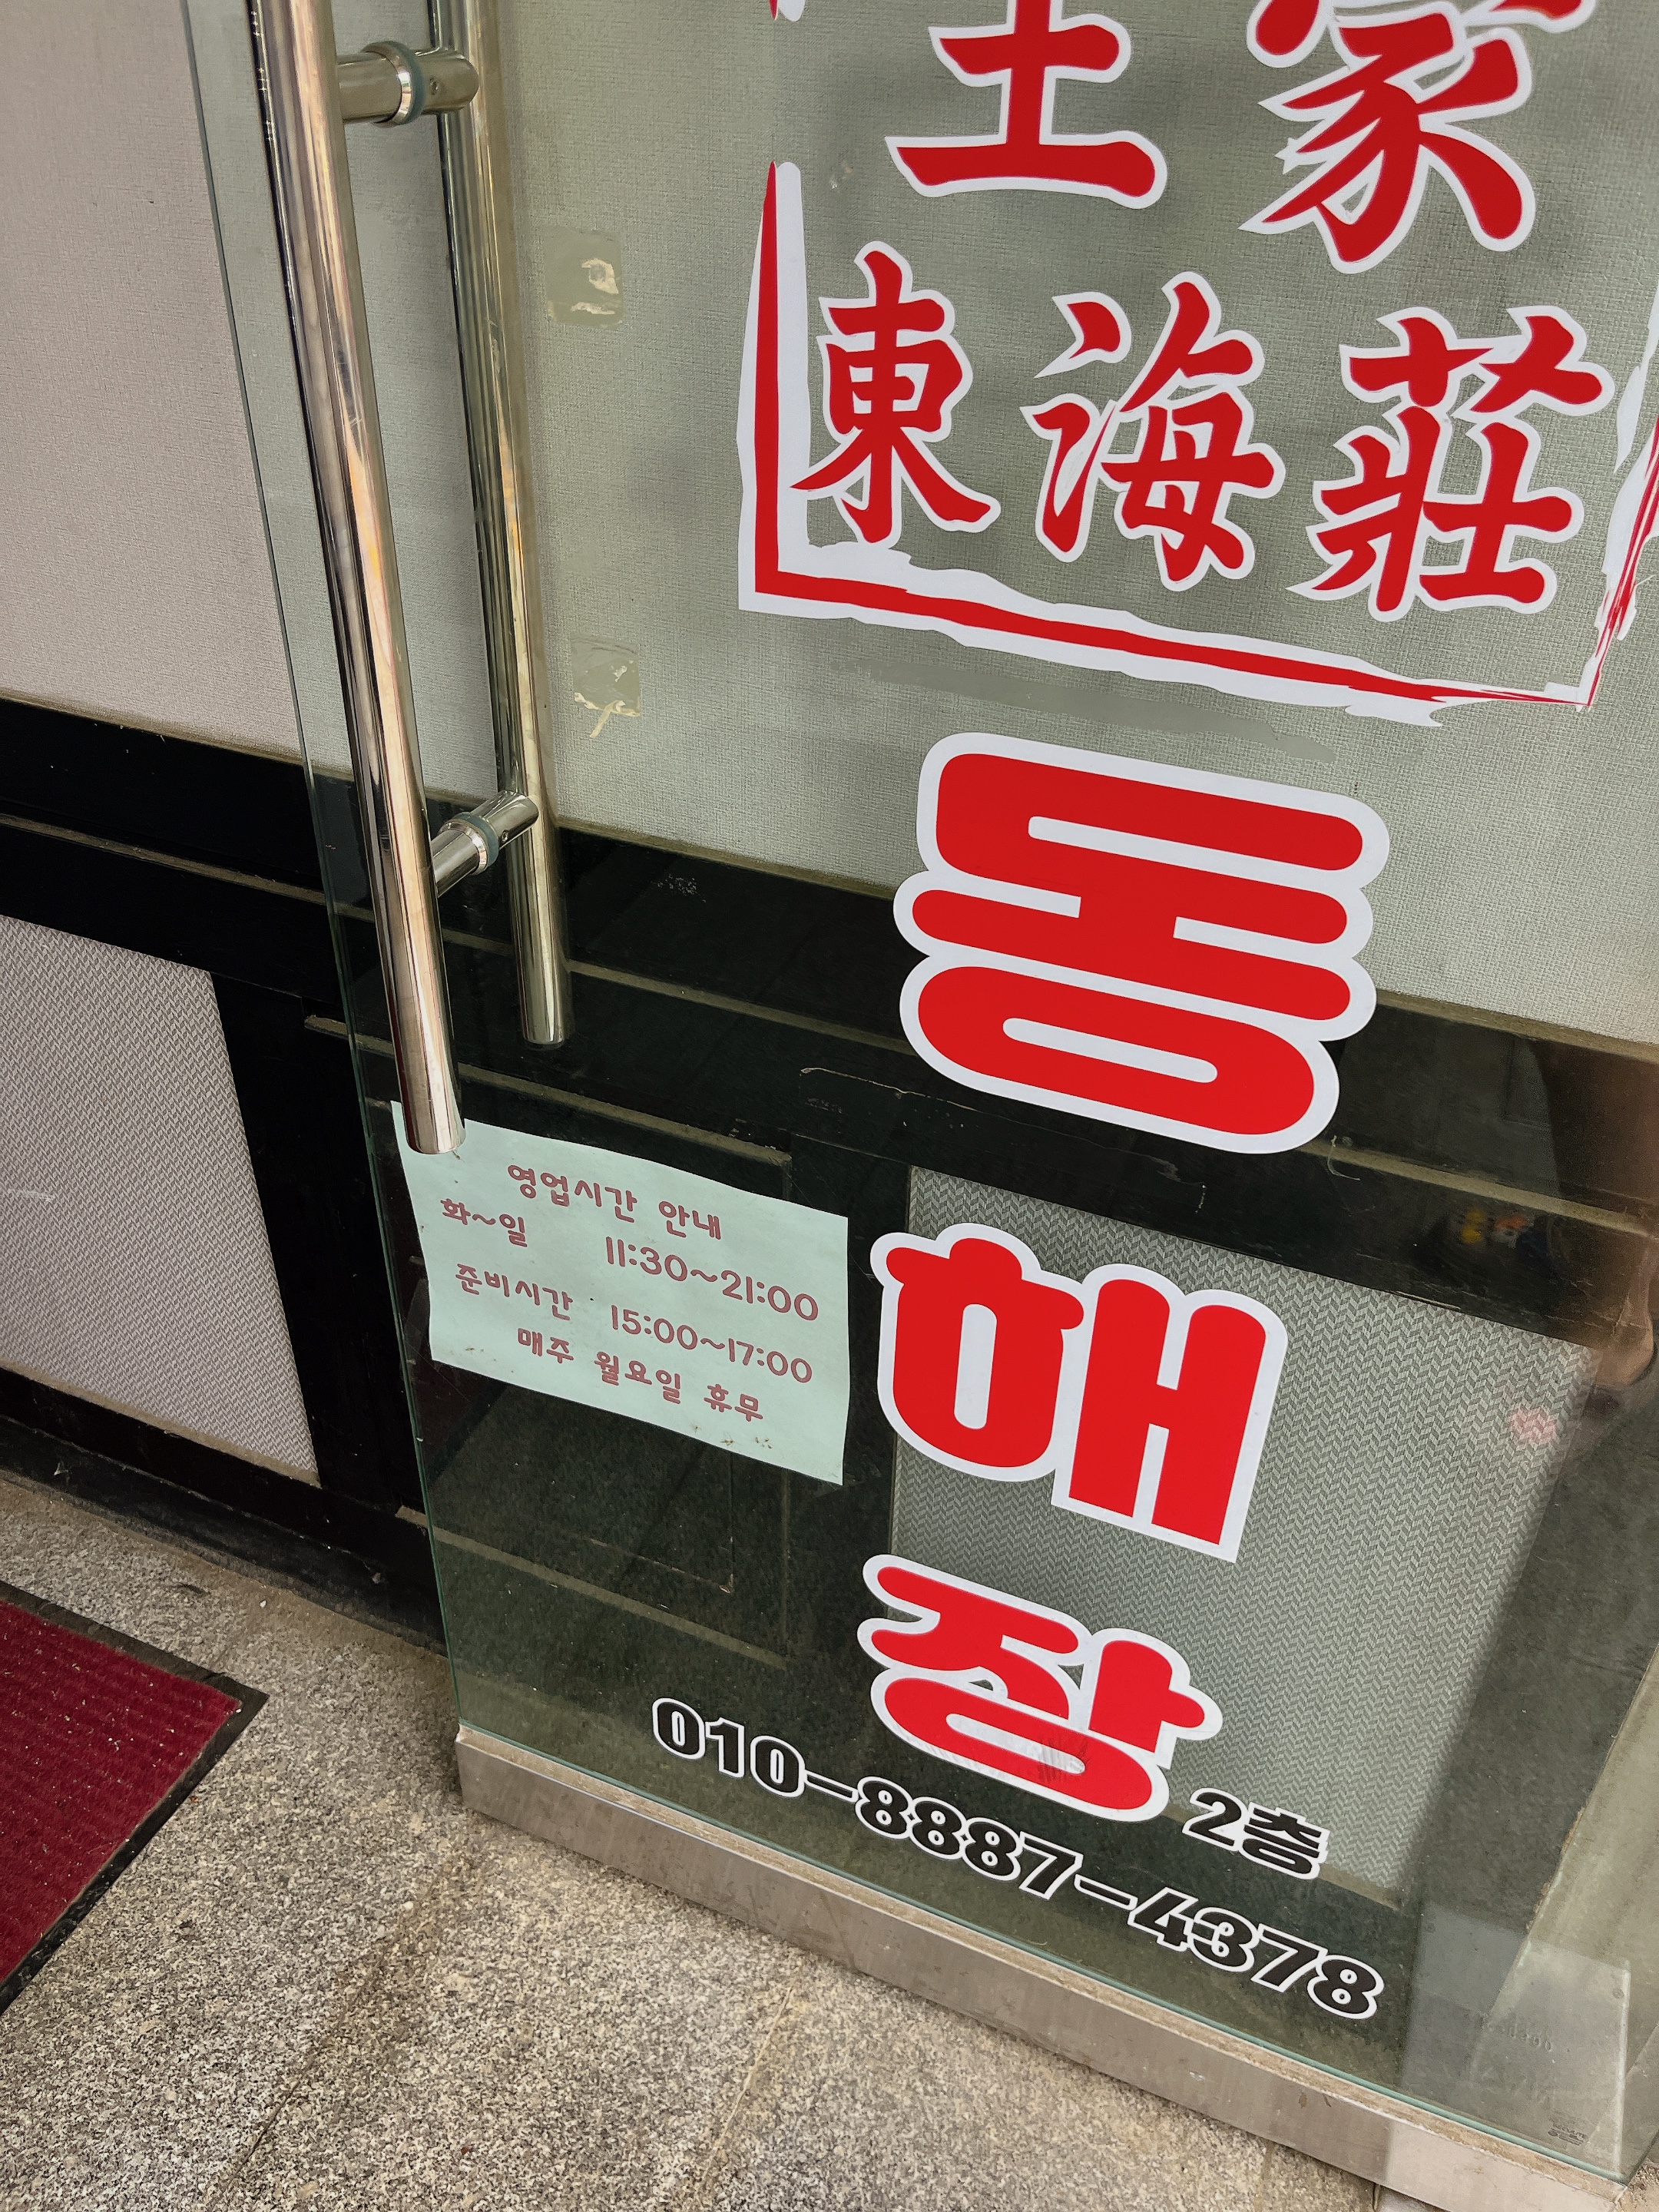 王家
東海莊
동
해
장
2층
010-8887-4378
영업시간 안내
화~일 11:30~21:00
준비시간 15:00~17:00
매주 월요일 휴무